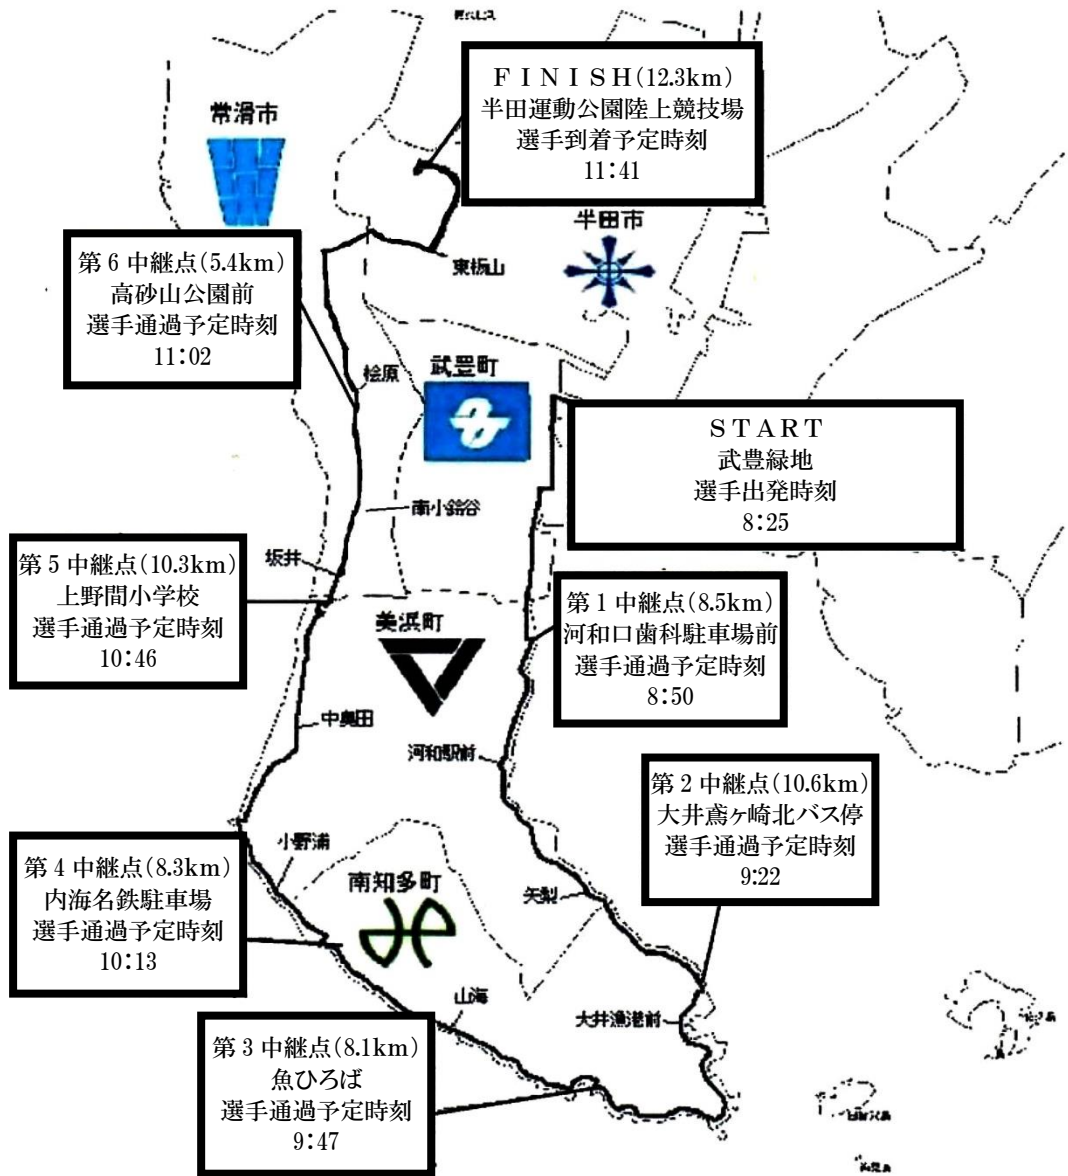 ＦＩＮＩＳＨ(12.3km)
半田運動公園陸上競技場
選手到着予定時刻
11：41
常滑市
半田市
東板山
第６中継点(5.4km)
高砂山公園前
選手通過予定時刻
11：02
桧原
武豊町
ＳＴＡＲＴ
武豊緑地
選手出発時刻
8：25
南小鈴谷
坂井
第５中継点(10.3km)
上野間小学校
選手通過予定時刻
10：46
美浜町
第１中継点(8.5km)
河和口歯科駐車場前
選手通過予定時刻
8：50
中奥田
河和駅前
第２中継点(10.6km)
大井鳶ヶ崎北バス停
選手通過予定時刻
9：22
小野浦
第４中継点(8.3km)
内海名鉄駐車場
選手通過予定時刻
10：13
南知多町
矢梨
山海
大井漁港前
第３中継点(8.1km)
魚ひろば
選手通過予定時刻
9：47